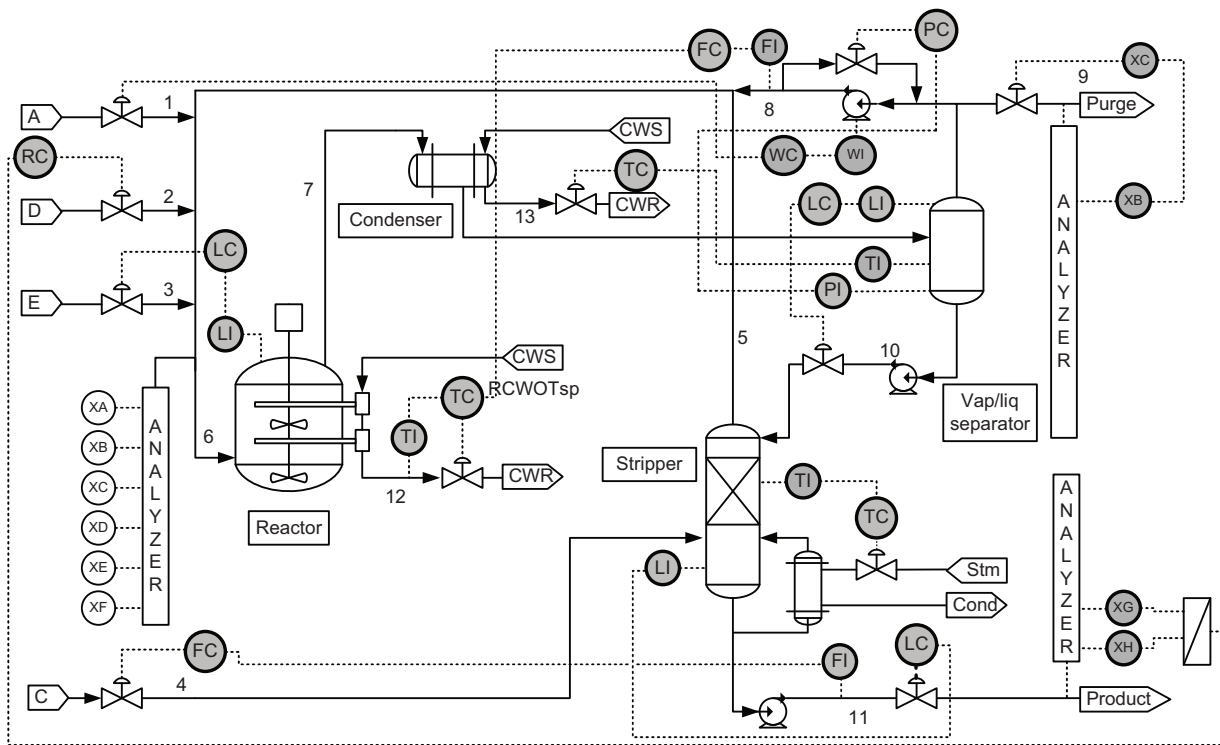 FC
FI
PC
XC
9
Purge
A
1
8
CWS
WC
WI
RC
TC
D
2
7
13
CWR
Condenser
LC
LI
XB
ANALYZER
LC
TI
E
3
PI
LI
5
10
CWS
RCWOTsp
TC
Vap/liq
separator
XA
XB
XC
XD
XE
XF
ANALYZER
6
TI
CWR
12
Reactor
Stripper
TI
TC
LI
Stm
Cond
ANALYZER
XG
XH
FC
FI
LC
C
4
11
Product